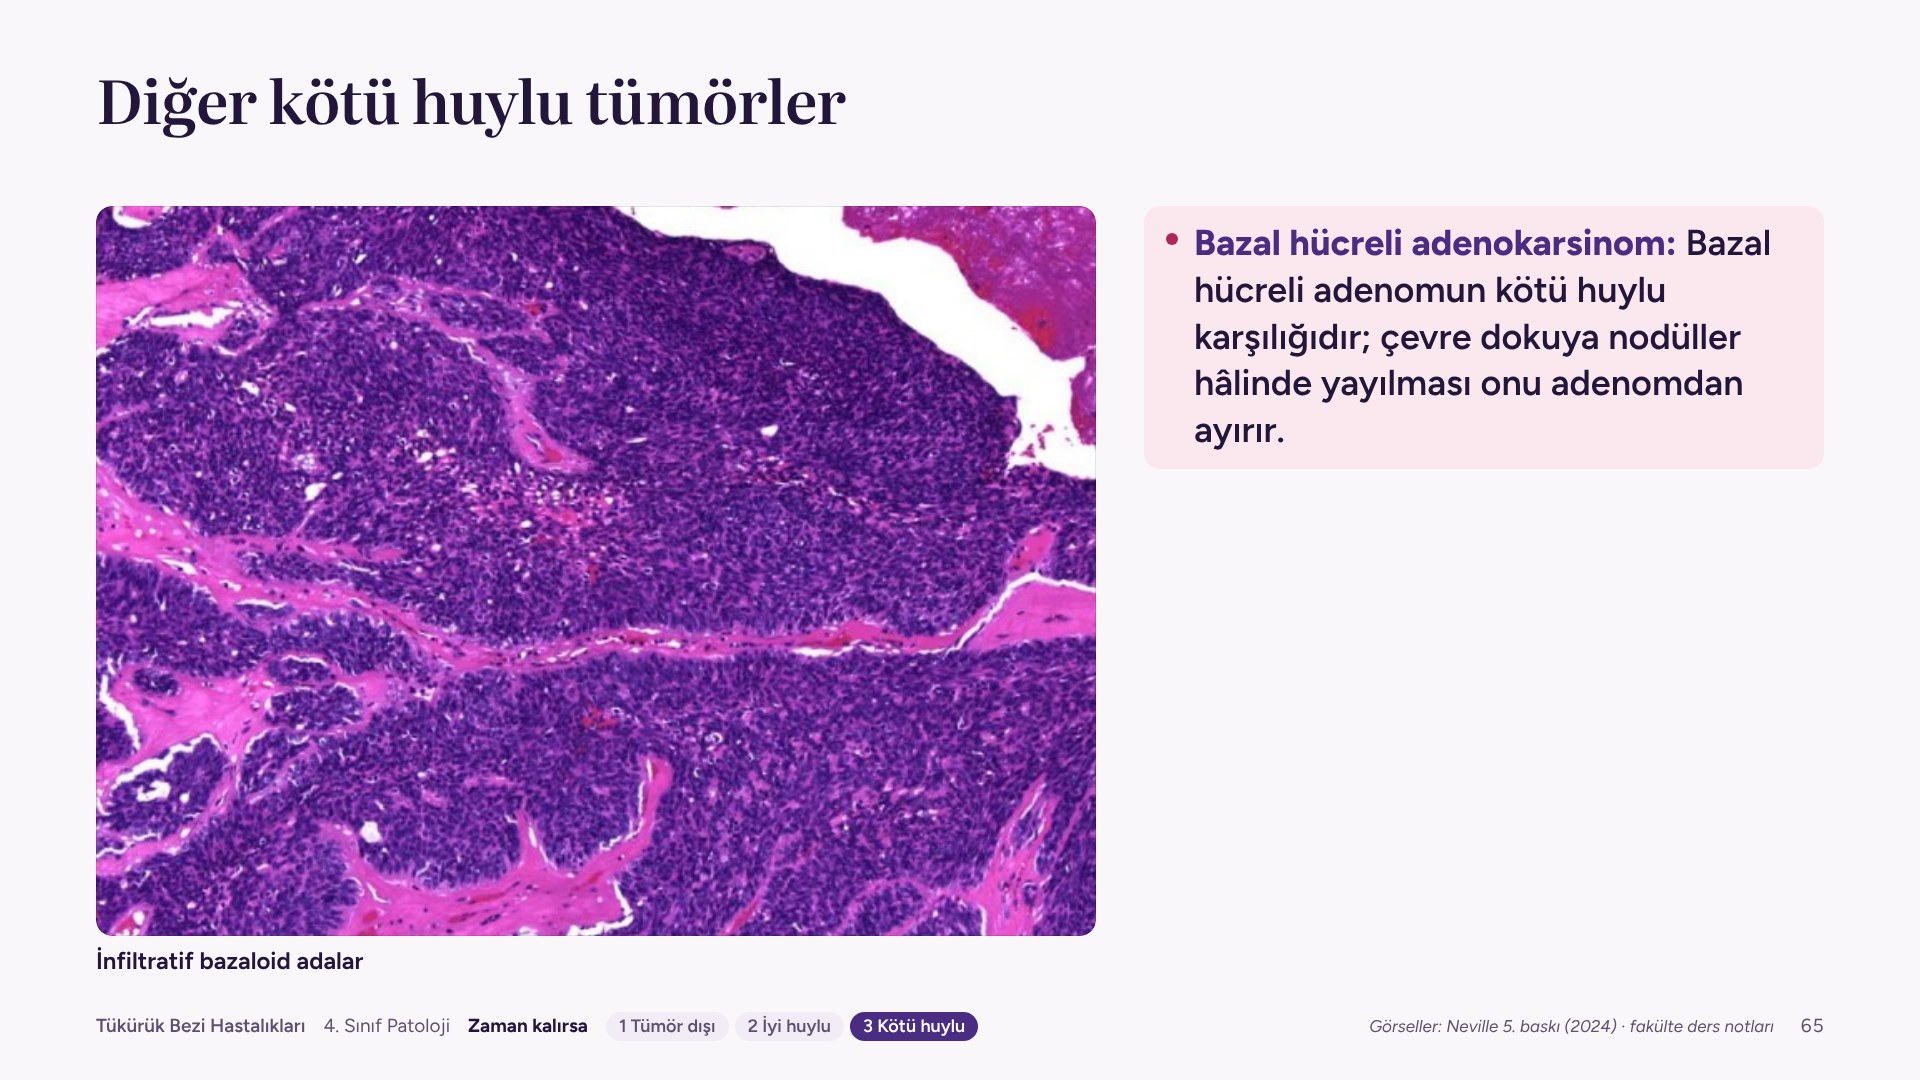 Diğer kötü huylu tümörler
• Bazal hücreli adenokarsinom: Bazal
hücreli adenomun kötü huylu
karşılığıdır; çevre dokuya nodüller
hâlinde yayılması onu adenomdan
ayırır.
İnfiltratif bazaloid adalar
Tükürük Bezi Hastalıkları 4. Sınıf Patoloji Zaman kalırsa 1 Tümör dışı 2 İyi huylu 3 Kötü huylu Görseller: Neville 5. baskı (2024) · fakülte ders notları 65